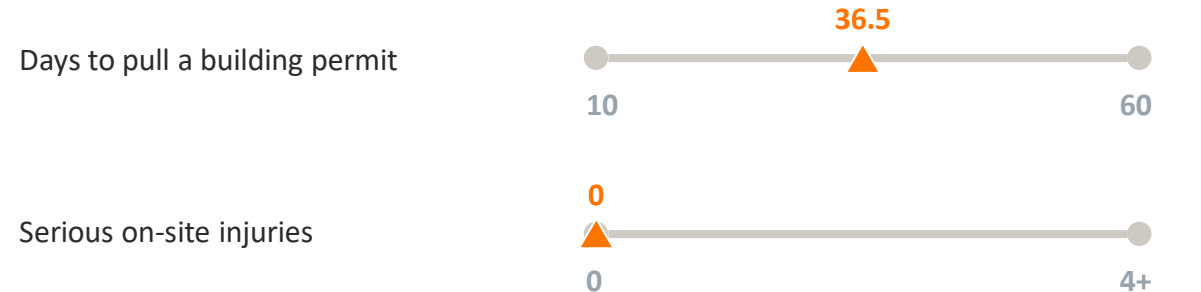 36.5
Days to pull a building permit
10 60
0
Serious on-site injuries
0 4+